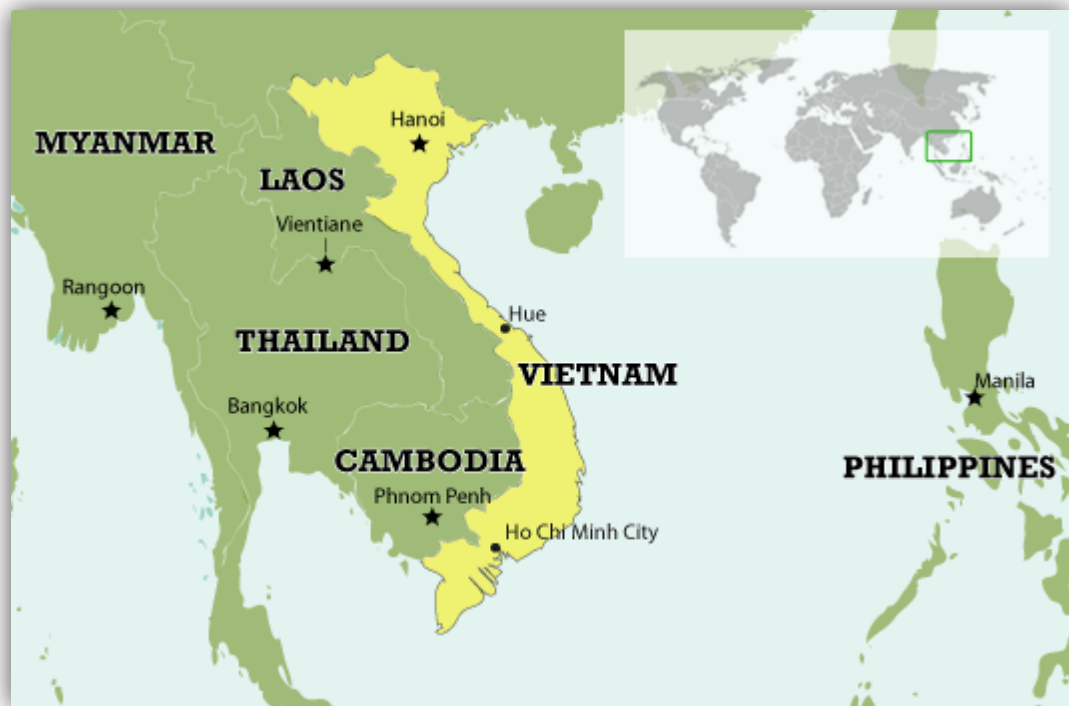 Hanoi
MYANMAR
LAOS
Vientiane
Rangoon
Hue
THAILAND
VIETNAM
Manila
Bangkok
CAMBODIA
PHILIPPINES
Phnom Penh
Ho Chi Minh City